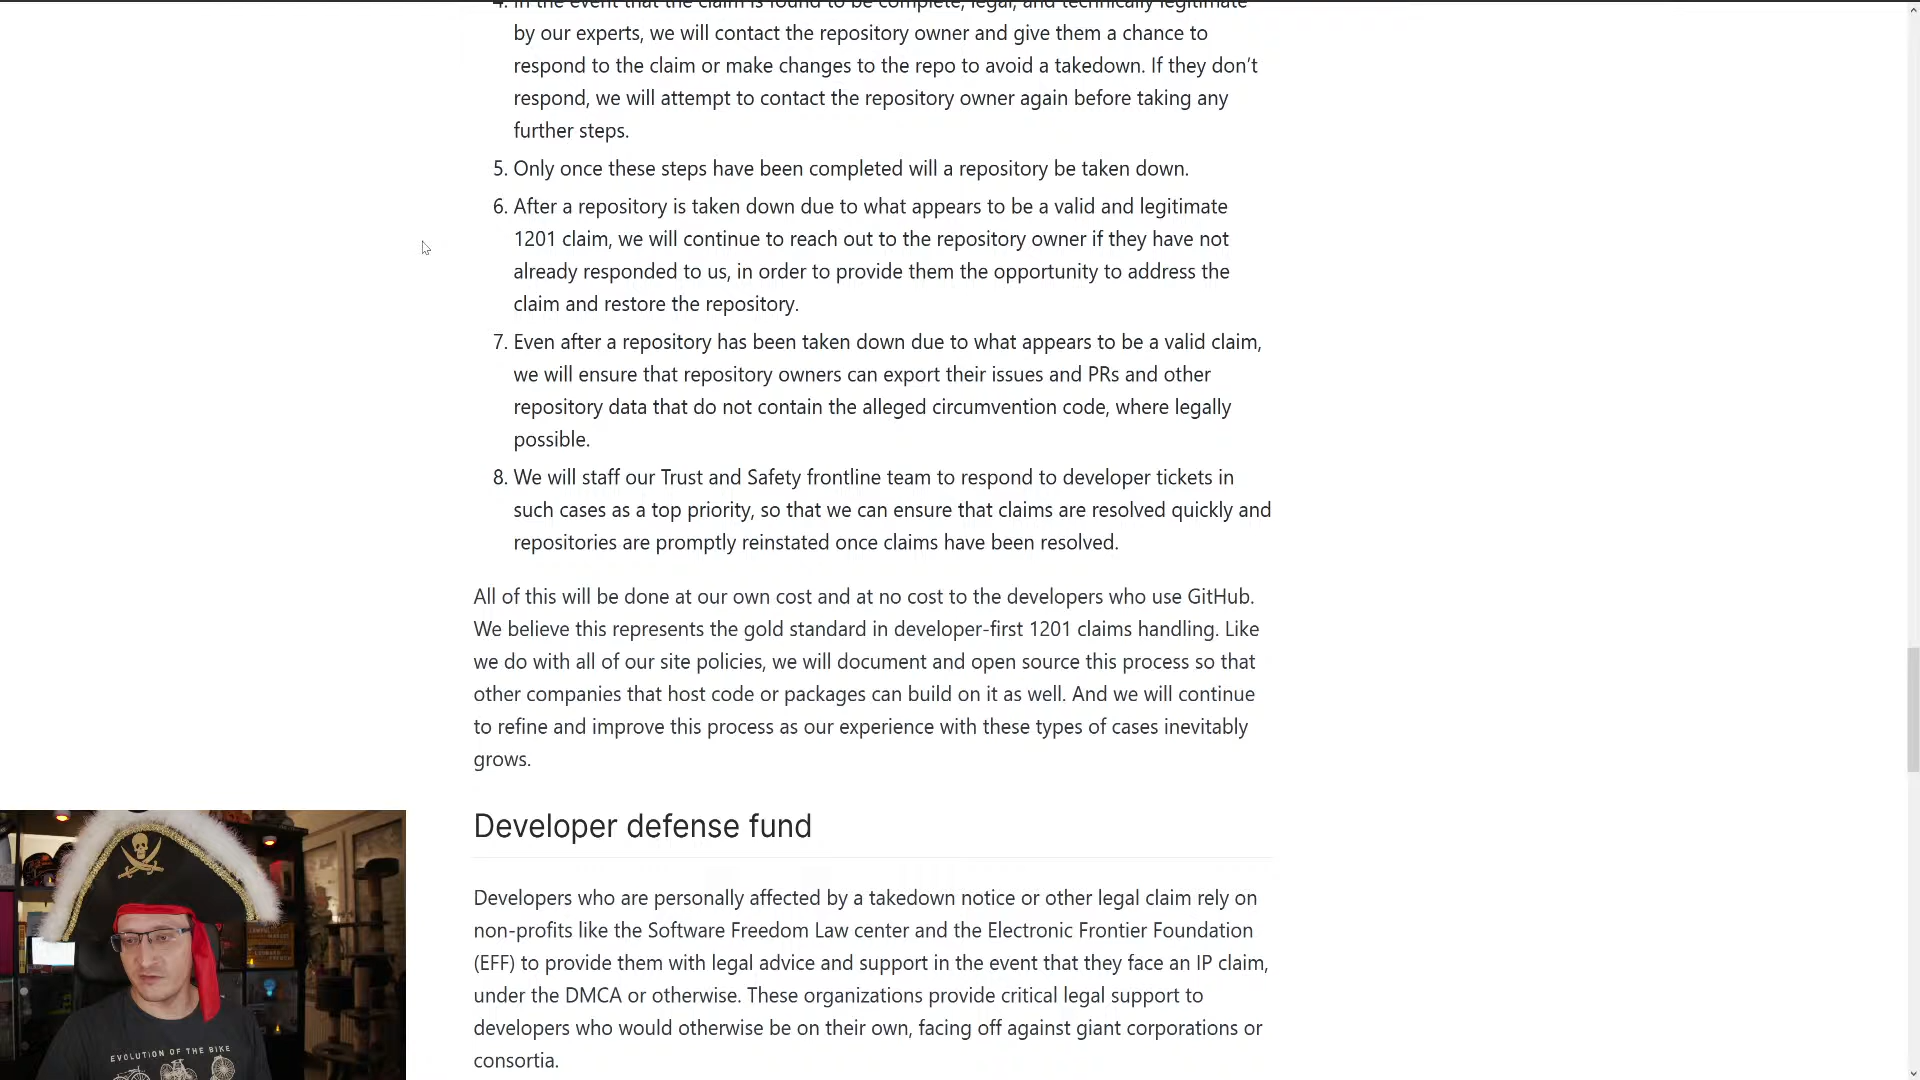 4. In the event that the claim is found to be complete, legal, and technically legitimate
by our experts, we will contact the repository owner and give them a chance to
respond to the claim or make changes to the repo to avoid a takedown. If they don’t
respond, we will attempt to contact the repository owner again before taking any
further steps.
5. Only once these steps have been completed will a repository be taken down.
6. After a repository is taken down due to what appears to be a valid and legitimate
1201 claim, we will continue to reach out to the repository owner if they have not
already responded to us, in order to provide them the opportunity to address the
claim and restore the repository.
7. Even after a repository has been taken down due to what appears to be a valid claim,
we will ensure that repository owners can export their issues and PRs and other
repository data that do not contain the alleged circumvention code, where legally
possible.
8. We will staff our Trust and Safety frontline team to respond to developer tickets in
such cases as a top priority, so that we can ensure that claims are resolved quickly and
repositories are promptly reinstated once claims have been resolved.
All of this will be done at our own cost and at no cost to the developers who use GitHub.
We believe this represents the gold standard in developer-first 1201 claims handling. Like
we do with all of our site policies, we will document and open source this process so that
other companies that host code or packages can build on it as well. And we will continue
to refine and improve this process as our experience with these types of cases inevitably
grows.
Developer defense fund
Developers who are personally affected by a takedown notice or other legal claim rely on
non-profits like the Software Freedom Law center and the Electronic Frontier Foundation
(EFF) to provide them with legal advice and support in the event that they face an IP claim,
under the DMCA or otherwise. These organizations provide critical legal support to
developers who would otherwise be on their own, facing off against giant corporations or
consortia.
EVOLUTION OF THE BIKE